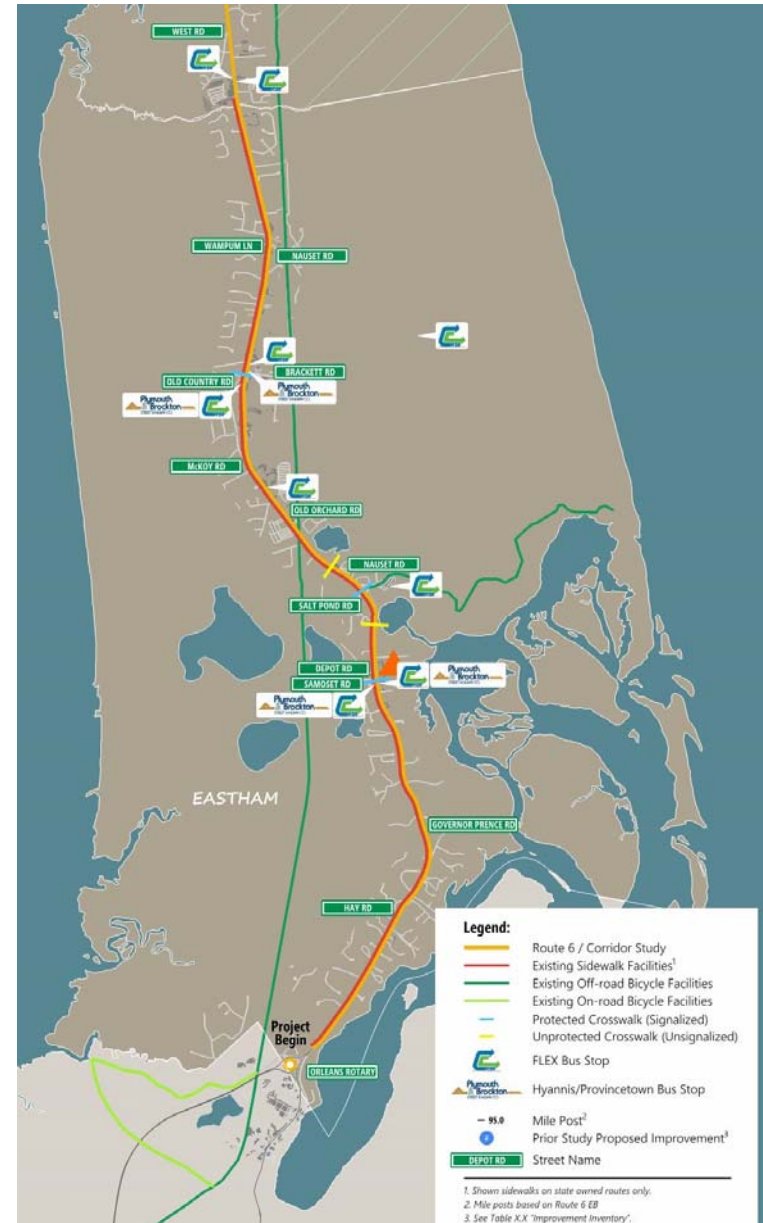 WEST RD
WAMPUM LN
NAUSET RD
BRACKETT RD
OLD COUNTRY RD
Plymouth
& Brockton
Plymouth
& Brockton
McKOY RD
OLD ORCHARD RD
NAUSET RD
SALT POND RD
DEPOT RD
SAMOSET RD
Plymouth
& Brockton
Plymouth
& Brockton
EASTHAM
GOVERNOR PRENCE RD
HAY RD
Project
Begin
ORLEANS ROTARY
Legend:
Route 6 / Corridor Study
Existing Sidewalk Facilities¹
Existing Off-road Bicycle Facilities
Existing On-road Bicycle Facilities
Protected Crosswalk (Signalized)
Unprotected Crosswalk (Unsignalized)
FLEX Bus Stop
Plymouth
& Brockton
Hyannis/Provincetown Bus Stop
95.0 Mile Post²
Prior Study Proposed Improvement³
DEPOT RD Street Name
1. Shown sidewalks on state owned routes only.
2. Mile posts based on Route 6 EB
3. See Table X.X "Improvement Inventory".